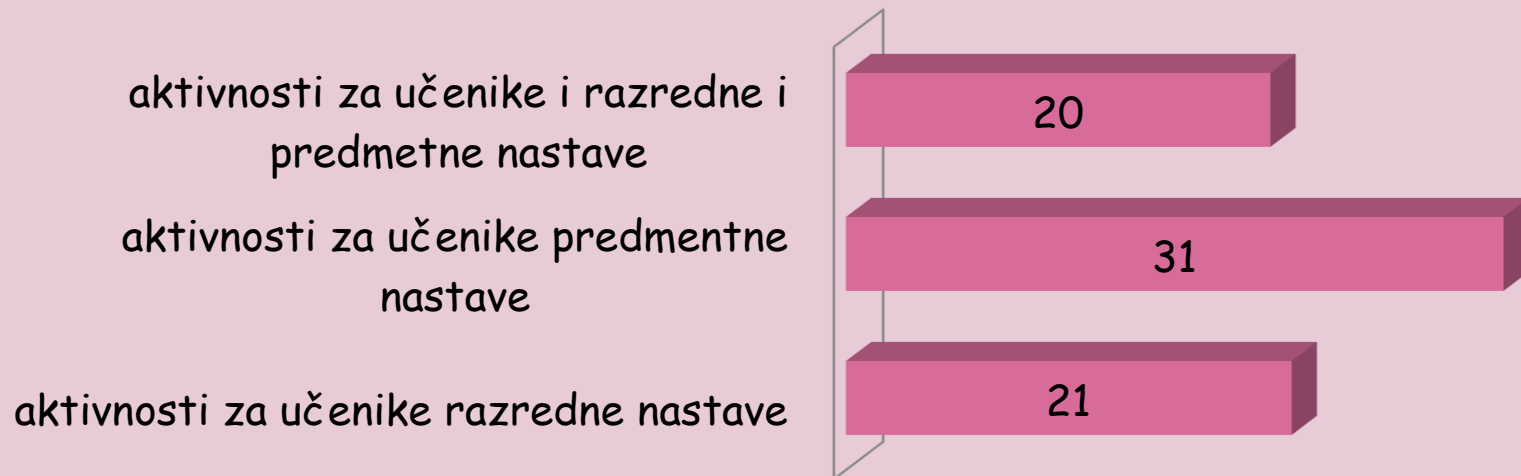 aktivnosti za učenike i razredne i
predmetne nastave
20
aktivnosti za učenike predmentne
nastave
31
aktivnosti za učenike razredne nastave
21